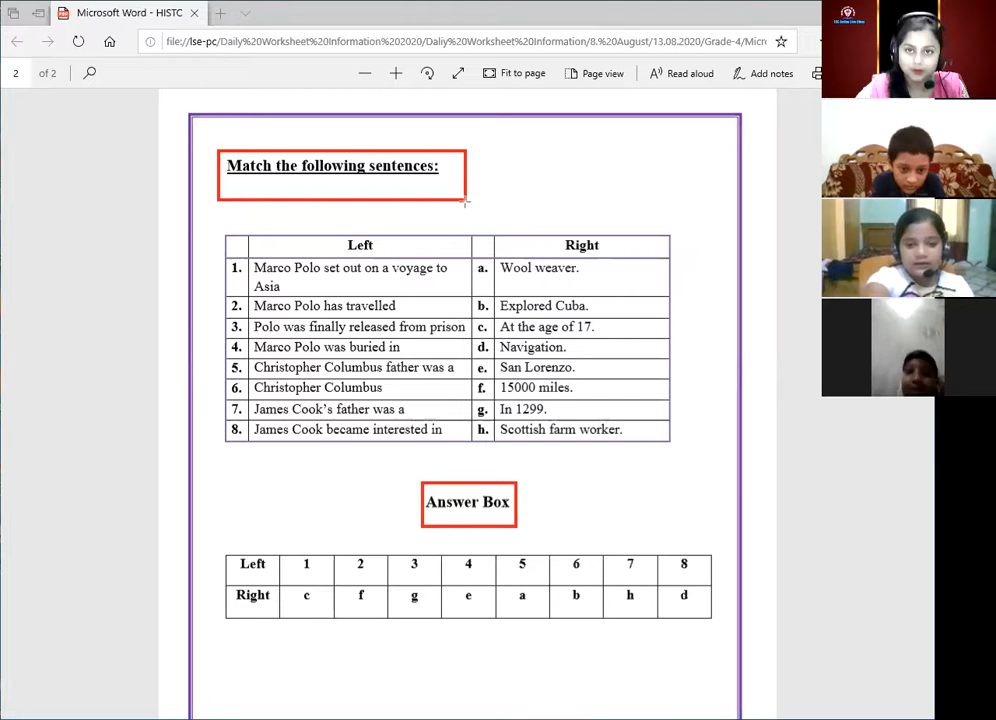 Microsoft Word - HISTC
file://lse-pc/Daily%20Worksheet%20Information%202020/Daliy%20Worksheet%20Information/8.%20August/13.08.2020/Grade-4/Micro
2 of 2
Fit to page
Page view
Read aloud
Add notes
Match the following sentences:
Left Right
1. Marco Polo set out on a voyage to Asia a. Wool weaver.
2. Marco Polo has travelled b. Explored Cuba.
3. Polo was finally released from prison c. At the age of 17.
4. Marco Polo was buried in d. Navigation.
5. Christopher Columbus father was a e. San Lorenzo.
6. Christopher Columbus f. 15000 miles.
7. James Cook's father was a g. In 1299.
8. James Cook became interested in h. Scottish farm worker.
Answer Box
Left 1 2 3 4 5 6 7 8
Right c f g e a b h d